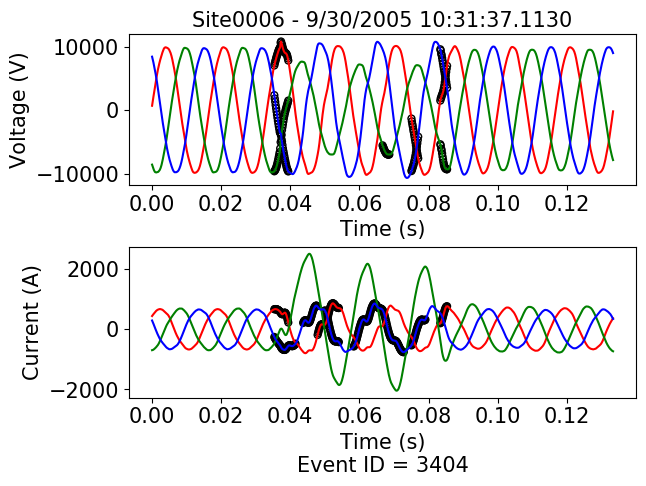 Site0006 - 9/30/2005 10:31:37.1130
Voltage (V)
10000
0
−10000
0.00 0.02 0.04 0.06 0.08 0.10 0.12
Time (s)
Current (A)
2000
0
−2000
0.00 0.02 0.04 0.06 0.08 0.10 0.12
Time (s)
Event ID = 3404